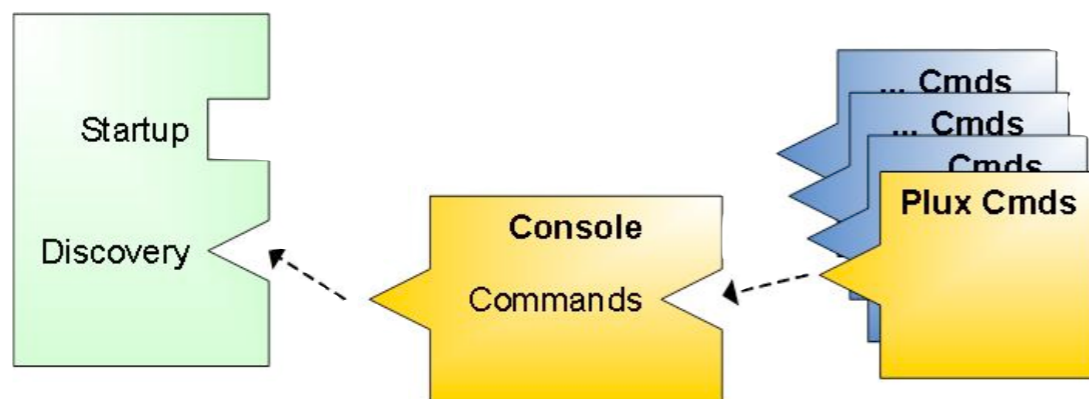 Startup
Discovery
Console
Commands
... Cmds
... Cmds
Cmds
Plux Cmds